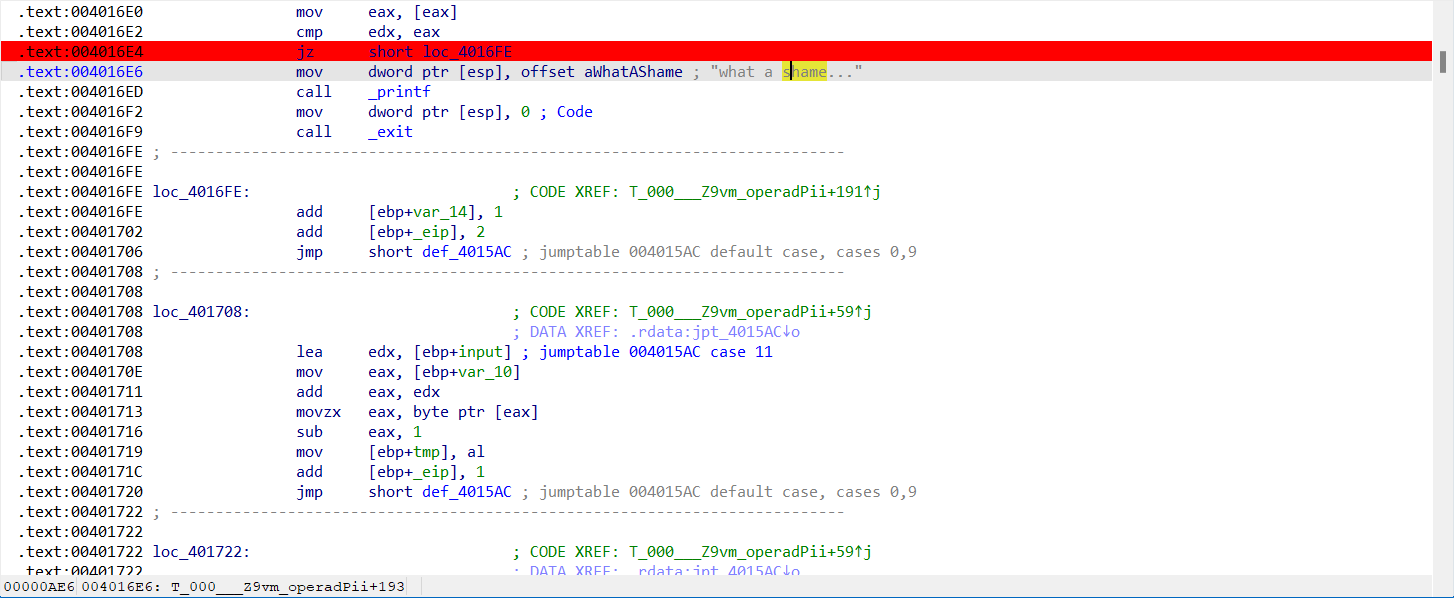 .text:004016E0                 mov     eax, [eax]
.text:004016E2                 cmp     edx, eax
.text:004016E4                 jz      short loc_4016FE
.text:004016E6                 mov     dword ptr [esp], offset aWhatAShame ; "what a shame..."
.text:004016ED                 call    _printf
.text:004016F2                 mov     dword ptr [esp], 0 ; Code
.text:004016F9                 call    _exit
.text:004016FE ; ---------------------------------------------------------------------------
.text:004016FE
.text:004016FE loc_4016FE:                             ; CODE XREF: T_000___Z9vm_operadPii+191↑j
.text:004016FE                 add     [ebp+var_14], 1
.text:00401702                 add     [ebp+_eip], 2
.text:00401706                 jmp     short def_4015AC ; jumptable 004015AC default case, cases 0,9
.text:00401708 ; ---------------------------------------------------------------------------
.text:00401708
.text:00401708 loc_401708:                             ; CODE XREF: T_000___Z9vm_operadPii+59↑j
.text:00401708                                         ; DATA XREF: .rdata:jpt_4015AC↓o
.text:00401708                 lea     edx, [ebp+input] ; jumptable 004015AC case 11
.text:0040170E                 mov     eax, [ebp+var_10]
.text:00401711                 add     eax, edx
.text:00401713                 movzx   eax, byte ptr [eax]
.text:00401716                 sub     eax, 1
.text:00401719                 mov     [ebp+tmp], al
.text:0040171C                 add     [ebp+_eip], 1
.text:00401720                 jmp     short def_4015AC ; jumptable 004015AC default case, cases 0,9
.text:00401722 ; ---------------------------------------------------------------------------
.text:00401722
.text:00401722 loc_401722:                             ; CODE XREF: T_000___Z9vm_operadPii+59↑j
.text:00401722                                         ; DATA XREF: .rdata:jpt_4015AC↓o
00000AE6 004016E6: T_000___Z9vm_operadPii+193